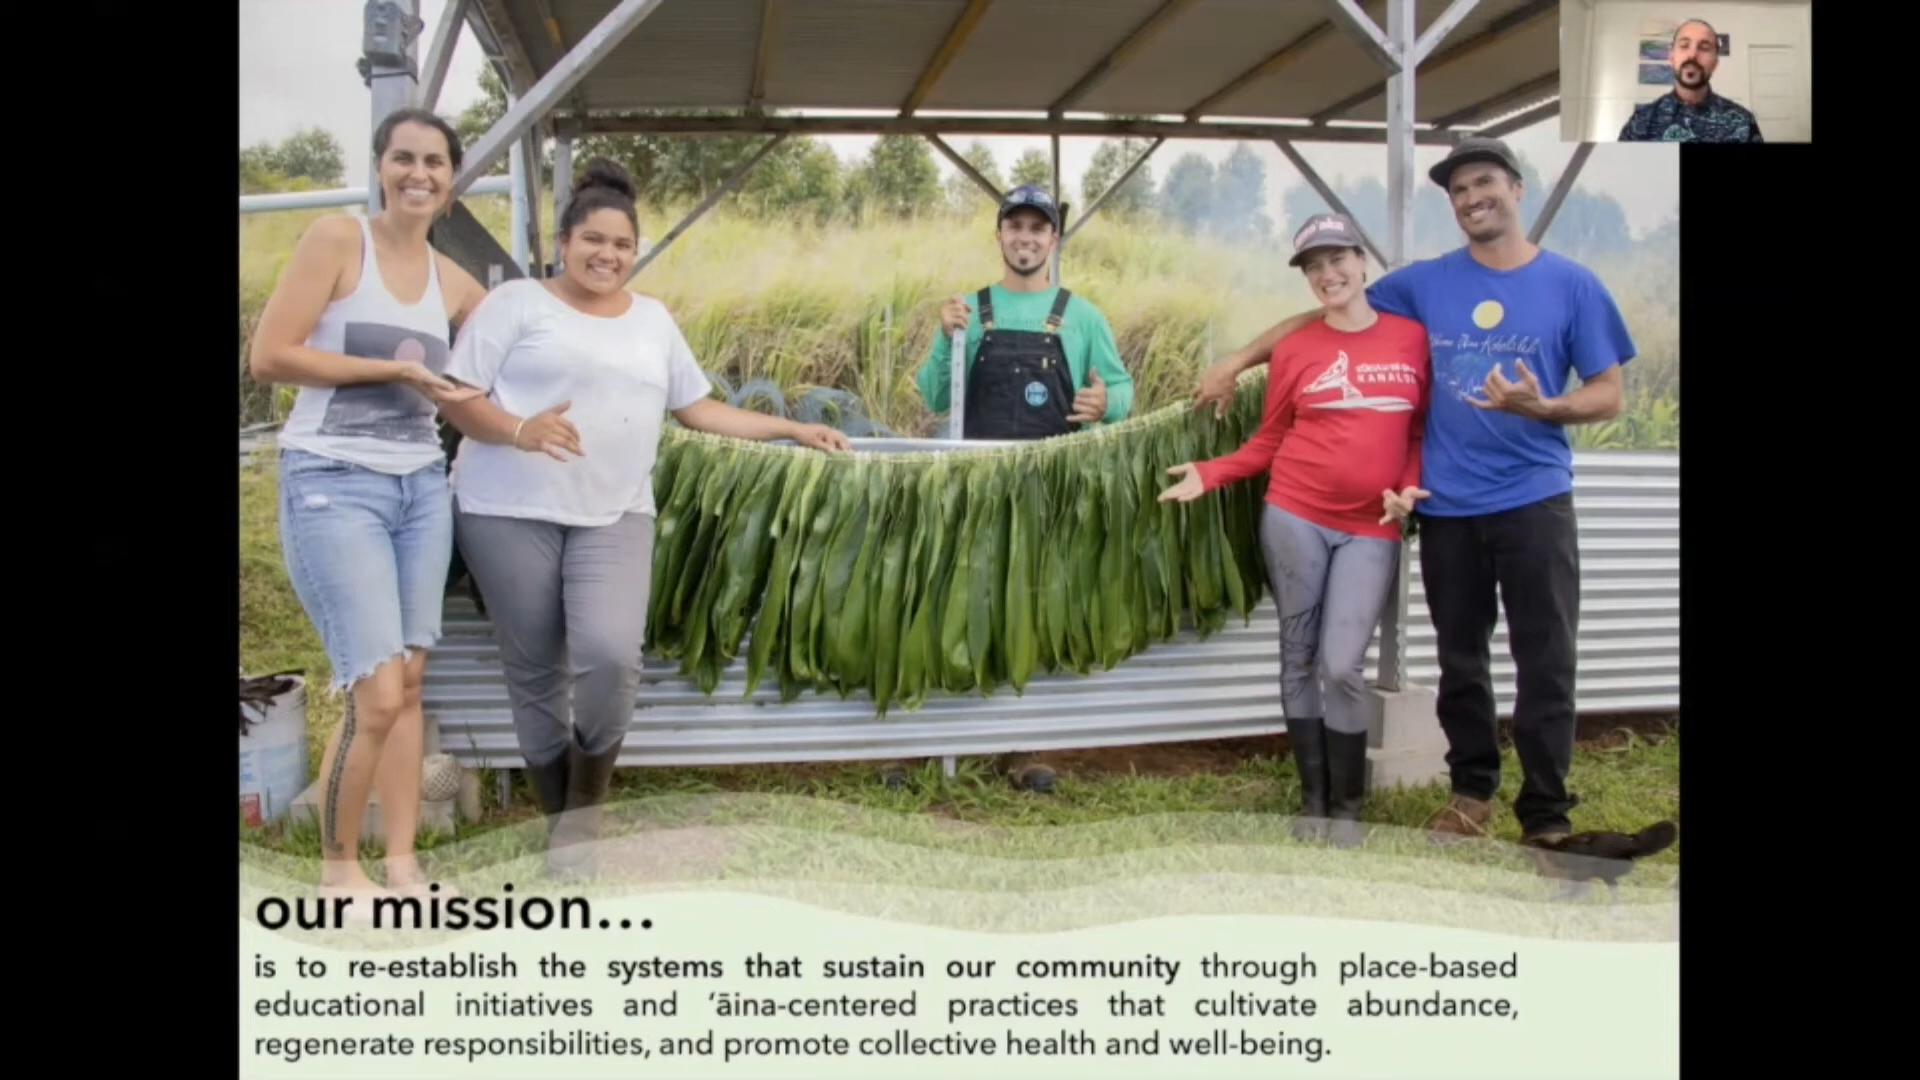 KANALOA
our mission...
is to re-establish the systems that sustain our community through place-based
educational initiatives and ʻāina-centered practices that cultivate abundance,
regenerate responsibilities, and promote collective health and well-being.